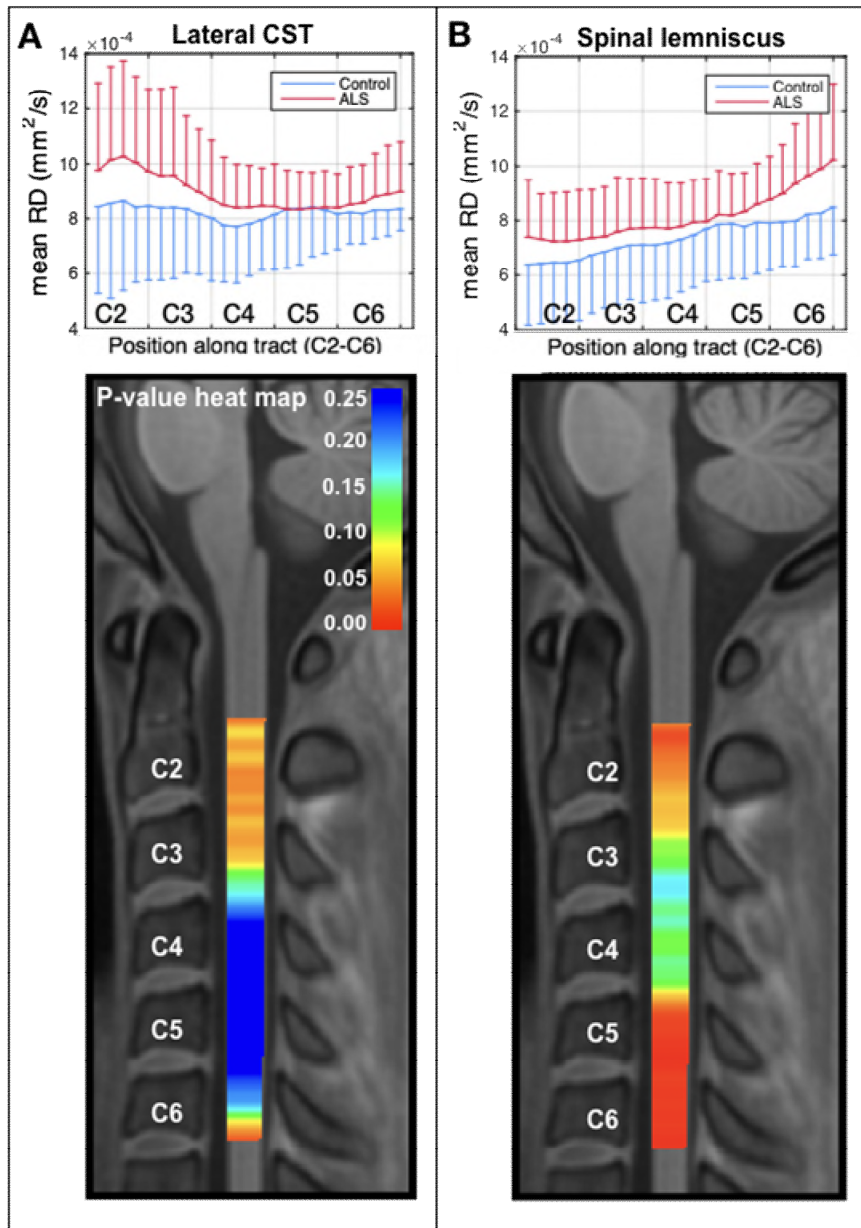 A
Lateral CST
×10⁻⁴
14
12
10
8
6
4
mean RD (mm²/s)
Control
ALS
C2 C3 C4 C5 C6
Position along tract (C2-C6)
B
Spinal lemniscus
×10⁻⁴
14
12
10
8
6
4
mean RD (mm²/s)
Control
ALS
C2 C3 C4 C5 C6
Position along tract (C2-C6)
P-value heat map
0.25
0.20
0.15
0.10
0.05
0.00
C2
C3
C4
C5
C6
C2
C3
C4
C5
C6